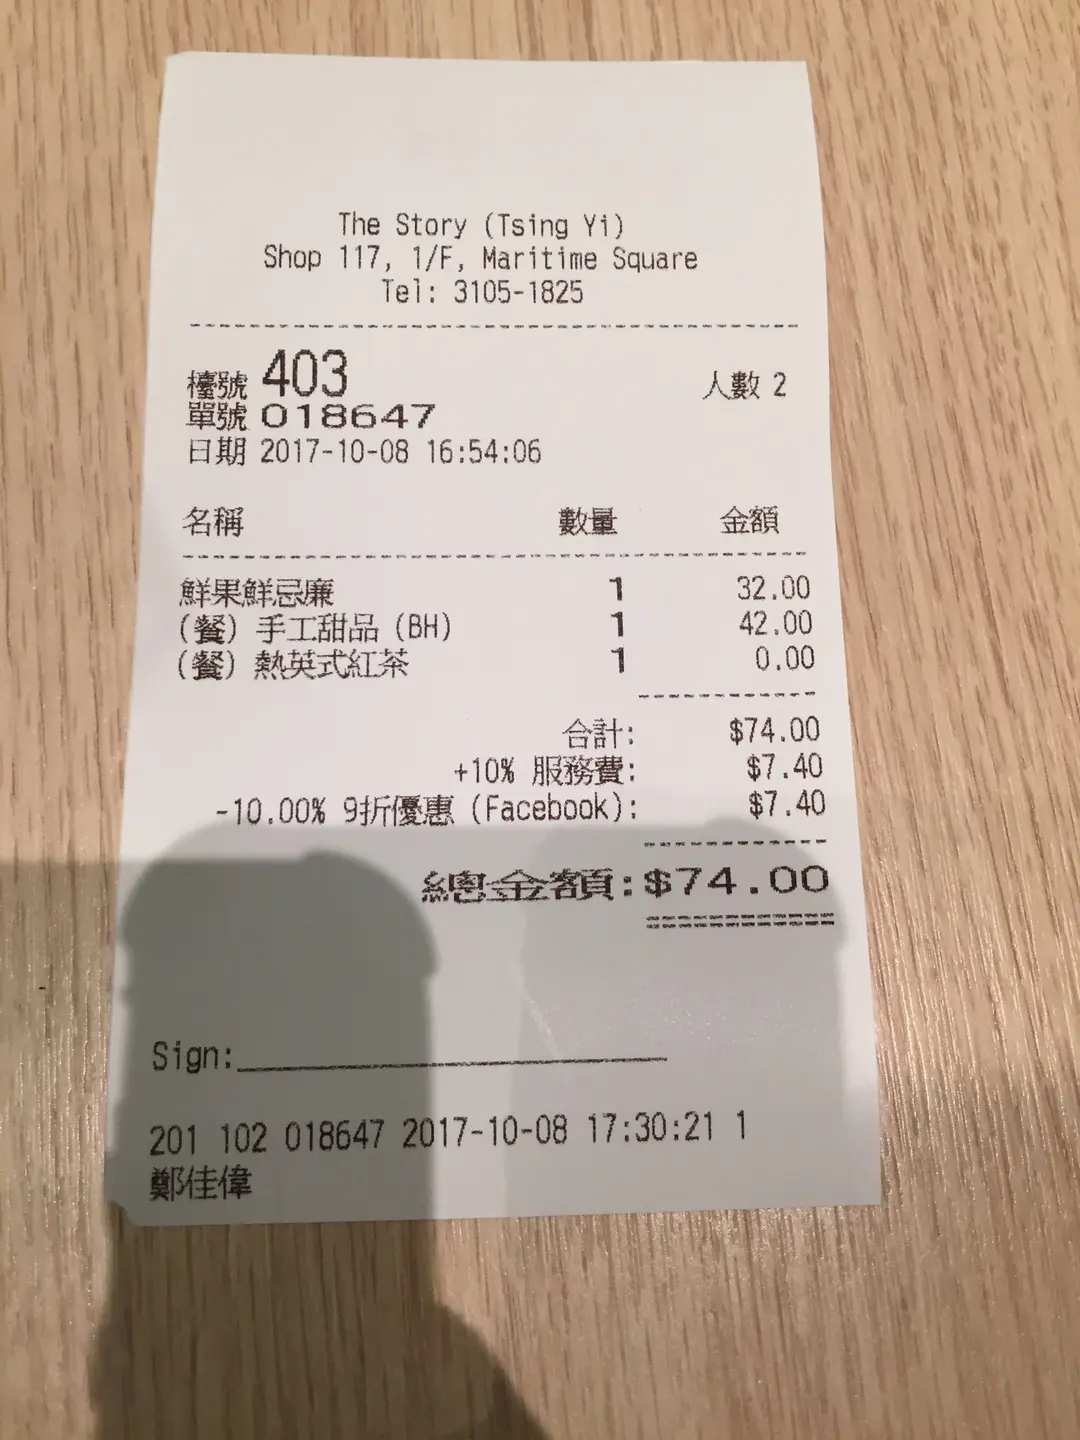 The Story (Tsing Yi)
Shop 117, 1/F, Maritime Square
Tel: 3105-1825
檯號 403 人數 2
單號 018647
日期 2017-10-08 16:54:06
名稱 數量 金額
鮮果鮮忌廉 1 32.00
(餐) 手工甜品 (BH) 1 42.00
(餐) 熱英式紅茶 1 0.00
合計: $74.00
+10% 服務費: $7.40
-10.00% 9折優惠 (Facebook): $7.40
總金額: $74.00
Sign:
201 102 018647 2017-10-08 17:30:21 1
鄭佳偉